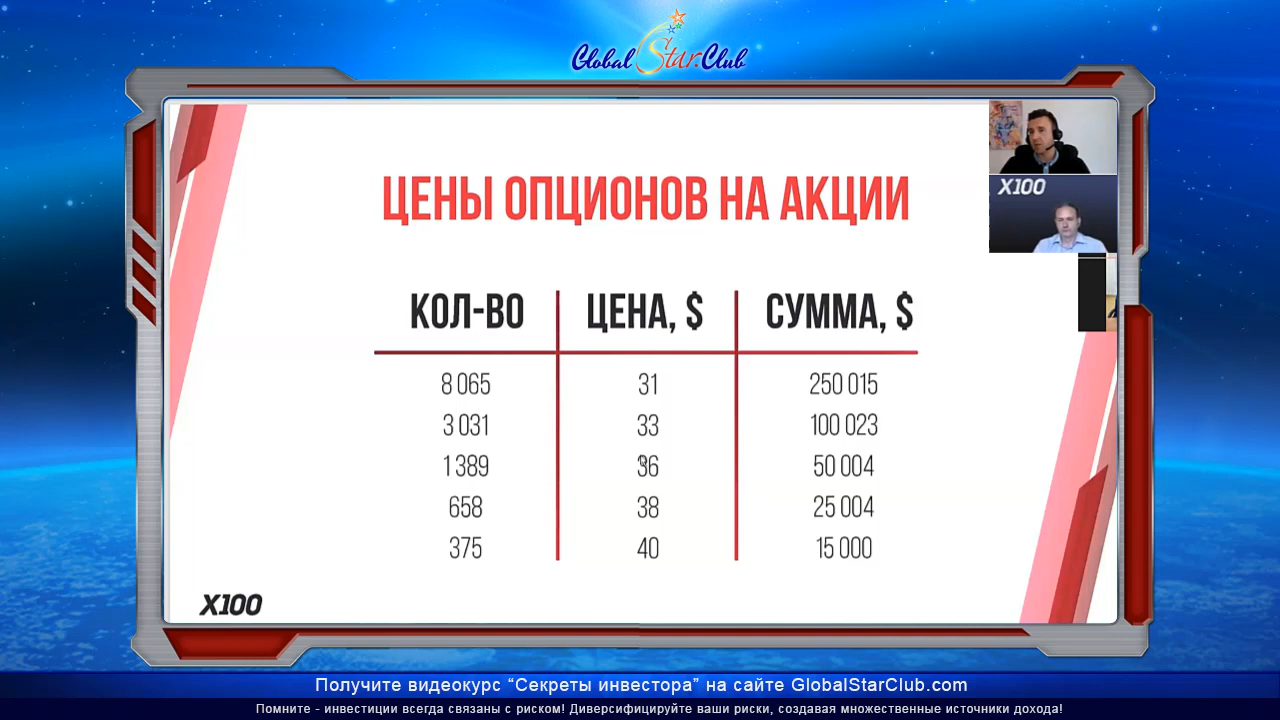 Global Star.Club
X100
ЦЕНЫ ОПЦИОНОВ НА АКЦИИ
КОЛ-ВО ЦЕНА, $ СУММА, $
8 065 31 250 015
3 031 33 100 023
1 389 36 50 004
658 38 25 004
375 40 15 000
X100
Получите видеокурс “Секреты инвестора” на сайте GlobalStarClub.com
Помните - инвестиции всегда связаны с риском! Диверсифицируйте ваши риски, создавая множественные источники дохода!